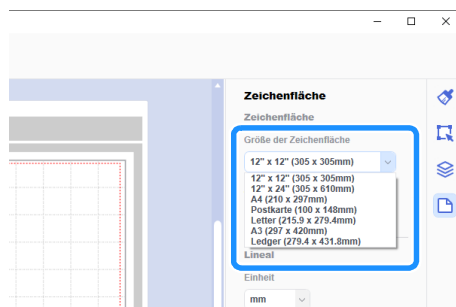 Zeichenfläche
Zeichenfläche
Größe der Zeichenfläche
12" x 12" (305 x 305mm)
12" x 12" (305 x 305mm)
12" x 24" (305 x 610mm)
A4 (210 x 297mm)
Postkarte (100 x 148mm)
Letter (215.9 x 279.4mm)
A3 (297 x 420mm)
Ledger (279.4 x 431.8mm)
Lineal
Einheit
mm